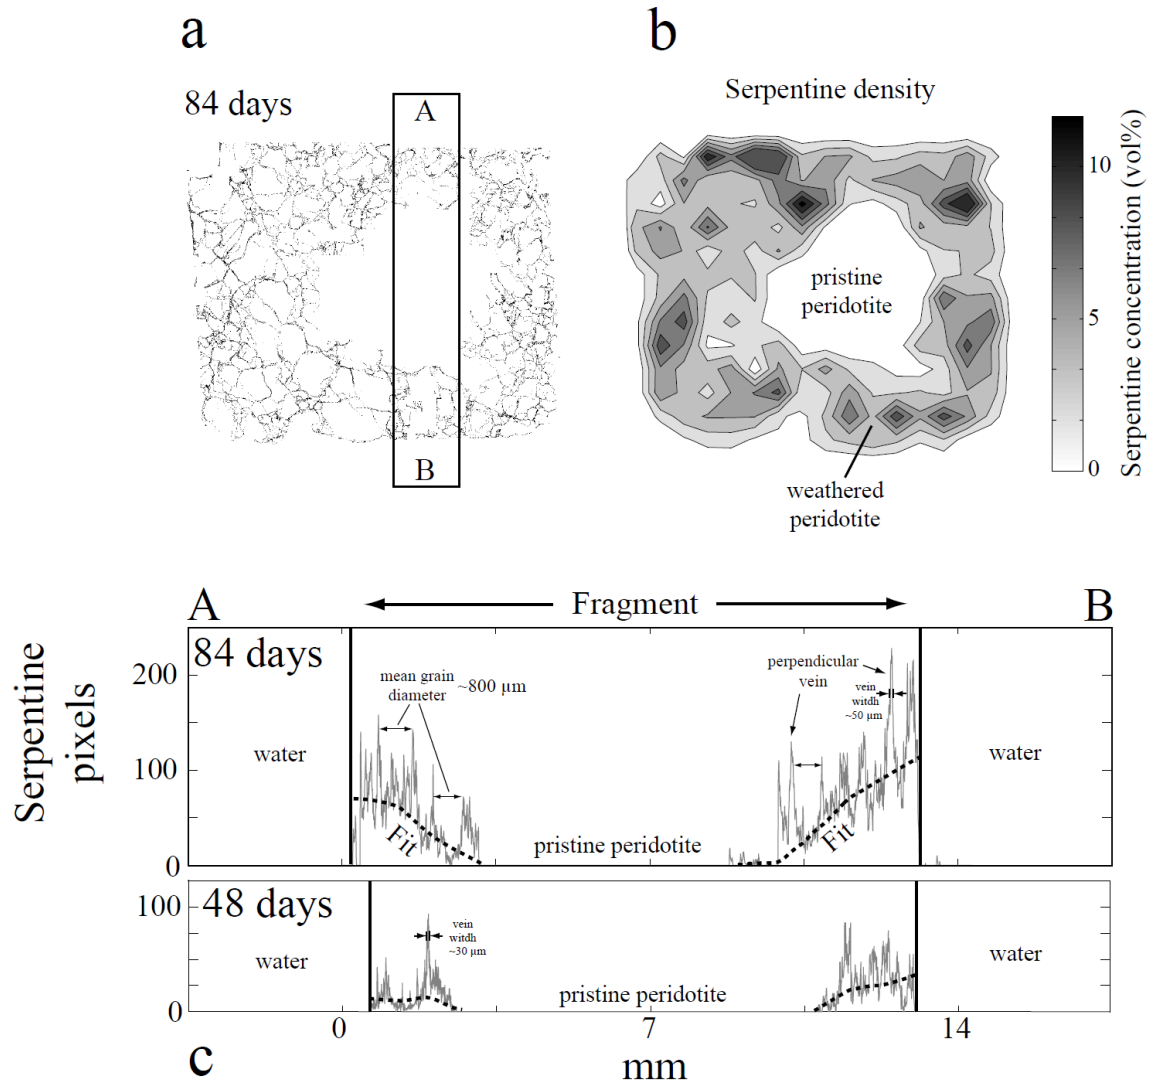 a
84 days
A
B
b
Serpentine density
pristine
peridotite
weathered
peridotite
10
5
0
Serpentine concentration (vol%)
A
Fragment
B
Serpentine
pixels
84 days
200
100
0
water
mean grain
diameter
~800 µm
Fit
pristine peridotite
perpendicular
vein
vein
witdh
~50 µm
Fit
water
48 days
100
0
water
vein
witdh
~30 µm
pristine peridotite
water
0
7
14
mm
c